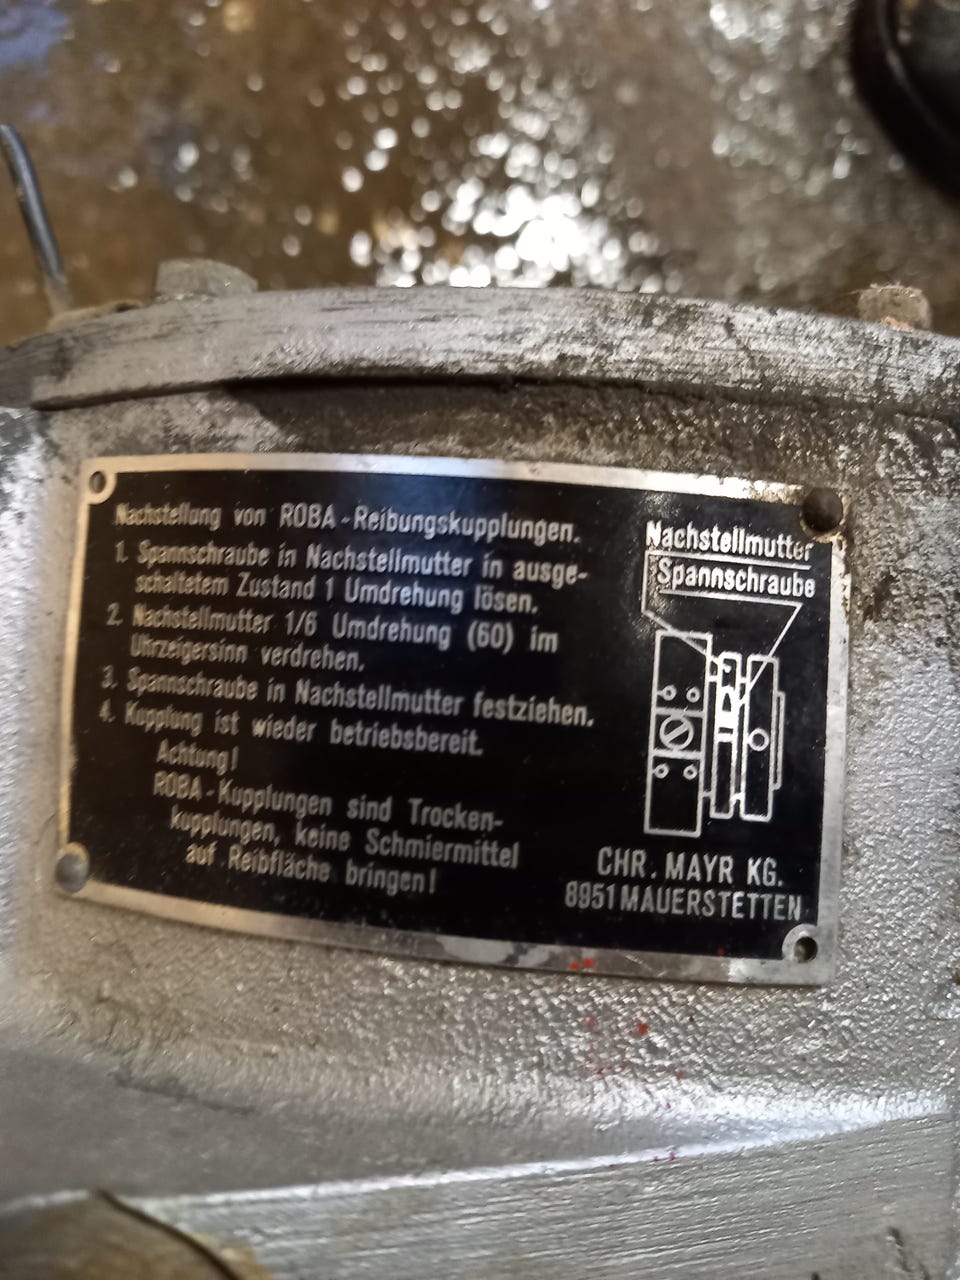 Nachstellung von ROBA-Reibungskupplungen.
1. Spannschraube in Nachstellmutter in ausge-
schaltetem Zustand 1 Umdrehung lösen.
2. Nachstellmutter 1/6 Umdrehung (60) im
Uhrzeigersinn verdrehen.
3. Spannschraube in Nachstellmutter festziehen.
4. Kupplung ist wieder betriebsbereit.
Achtung!
ROBA-Kupplungen sind Trocken-
kupplungen, keine Schmiermittel
auf Reibfläche bringen!
Nachstellmutter
Spannschraube
CHR. MAYR KG.
8951 MAUERSTETTEN